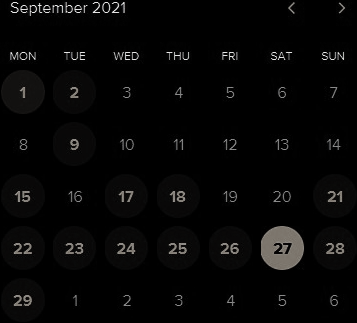 September 2021
MON TUE WED THU FRI SAT SUN
1 2 3 4 5 6 7
8 9 10 11 12 13 14
15 16 17 18 19 20 21
22 23 24 25 26 27 28
29 1 2 3 4 5 6